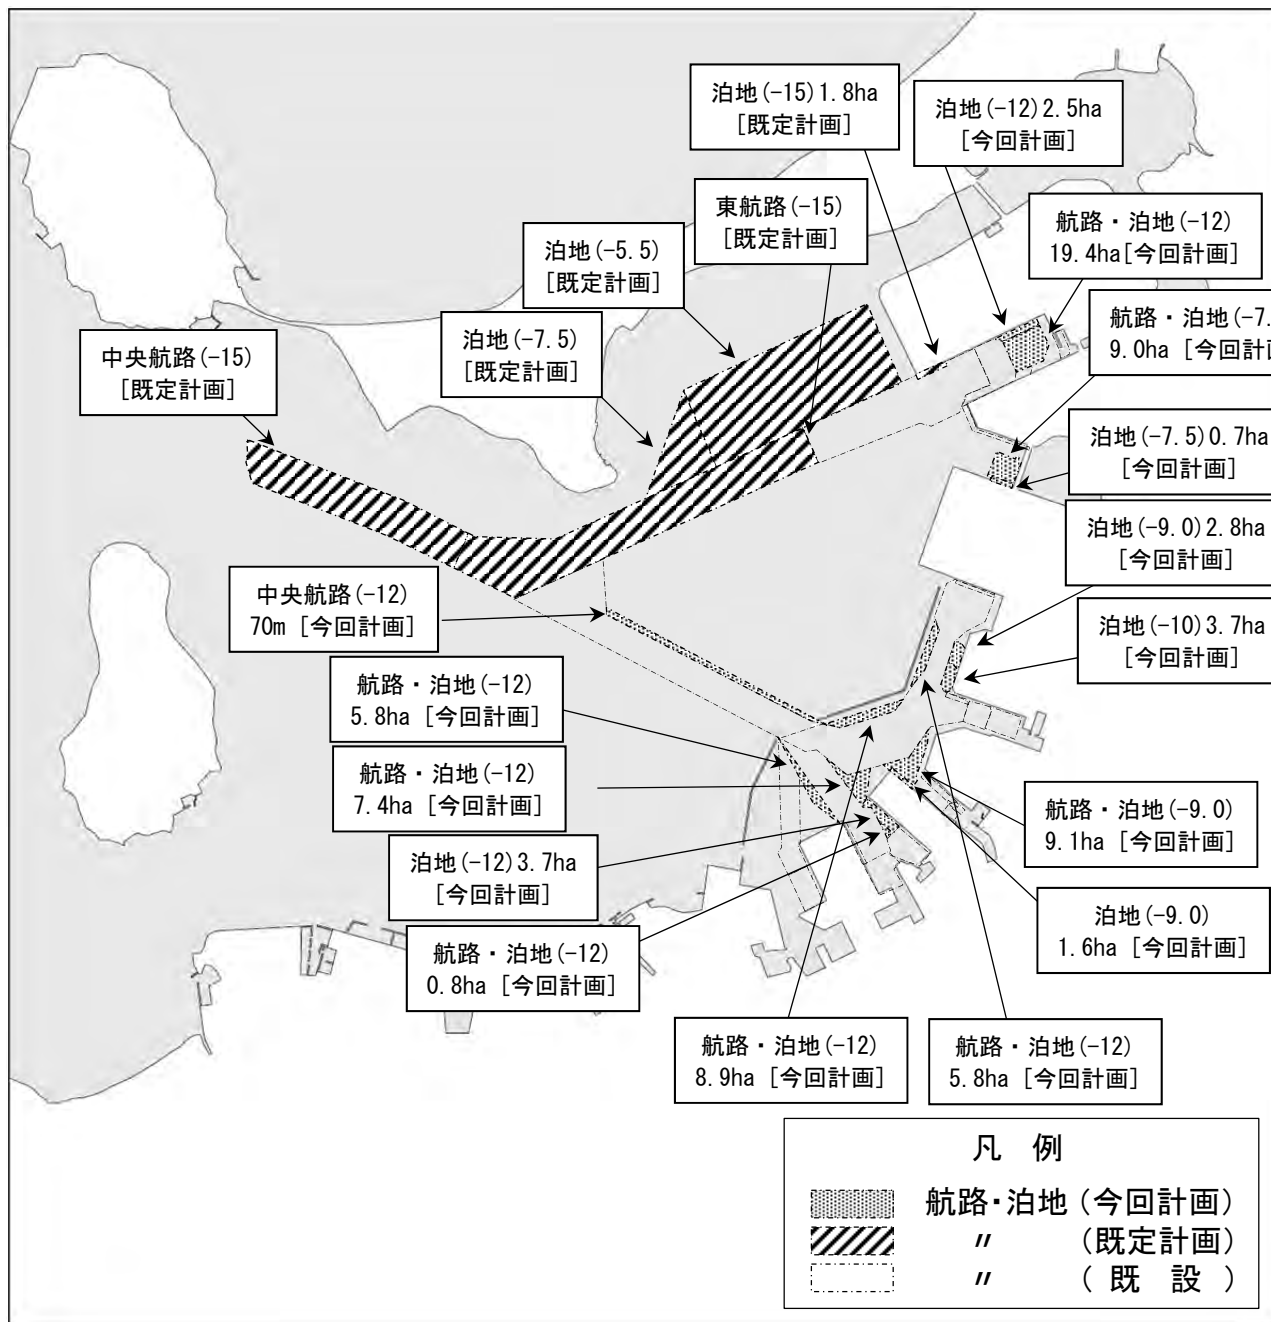 泊地(-15)1.8ha
[既定計画]
泊地(-12)2.5ha
[今回計画]
東航路(-15)
[既定計画]
航路・泊地(-12)
19.4ha[今回計画]
泊地(-5.5)
[既定計画]
航路・泊地(-7.
9.0ha [今回計
泊地(-7.5)
[既定計画]
中央航路(-15)
[既定計画]
泊地(-7.5)0.7ha
[今回計画]
泊地(-9.0)2.8ha
[今回計画]
中央航路(-12)
70m [今回計画]
泊地(-10)3.7ha
[今回計画]
航路・泊地(-12)
5.8ha [今回計画]
航路・泊地(-12)
7.4ha [今回計画]
航路・泊地(-9.0)
9.1ha [今回計画]
泊地(-12)3.7ha
[今回計画]
泊地(-9.0)
1.6ha [今回計画]
航路・泊地(-12)
0.8ha [今回計画]
航路・泊地(-12)
8.9ha [今回計画]
航路・泊地(-12)
5.8ha [今回計画]
凡 例
航路・泊地(今回計画)
〃 (既定計画)
〃 (既 設)